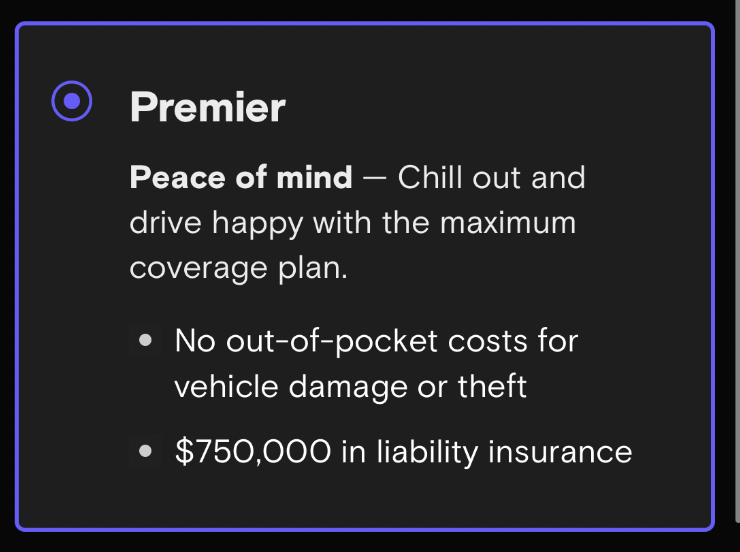 Premier
Peace of mind — Chill out and
drive happy with the maximum
coverage plan.
No out-of-pocket costs for
vehicle damage or theft
$750,000 in liability insurance